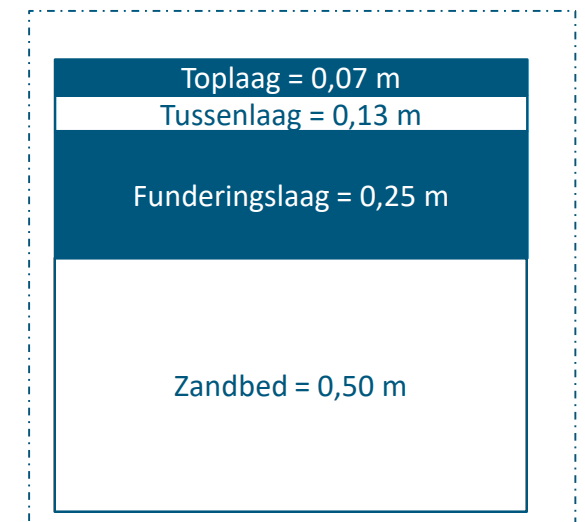 Toplaag = 0,07 m
Tussenlaag = 0,13 m
Funderingslaag = 0,25 m
Zandbed = 0,50 m